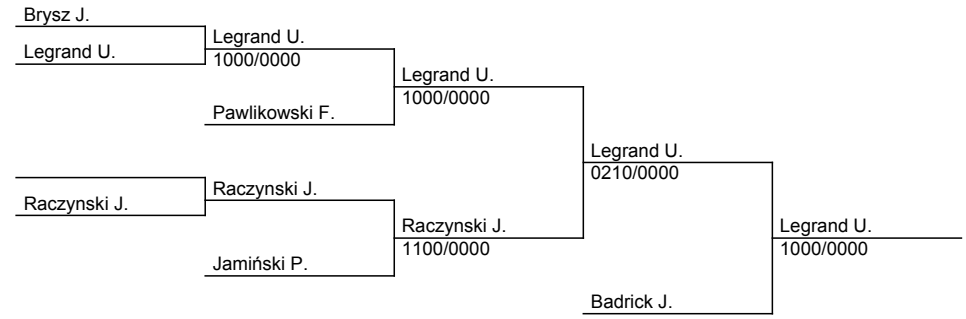 Brysz J.
Legrand U.
Legrand U.
1000/0000
Pawlikowski F.
Legrand U.
1000/0000
Raczynski J.
Raczynski J.
Jamiński P.
Raczynski J.
1100/0000
Legrand U.
0210/0000
Badrick J.
Legrand U.
1000/0000